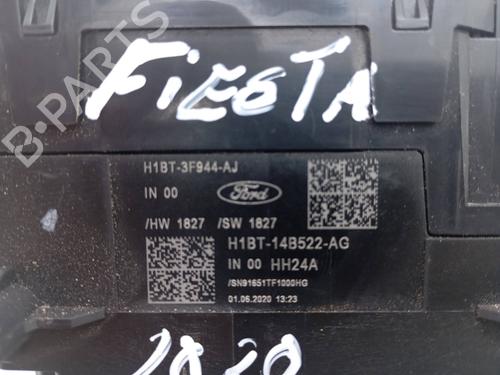 B-PARTS
FIESTA
H1BT-3F944-AJ
IN 00
Ford
/HW 1827 /SW 1827
H1BT-14B522-AG
IN 00 HH24A
/SN91651TF1000HG
01.06.2020 13:23
2020